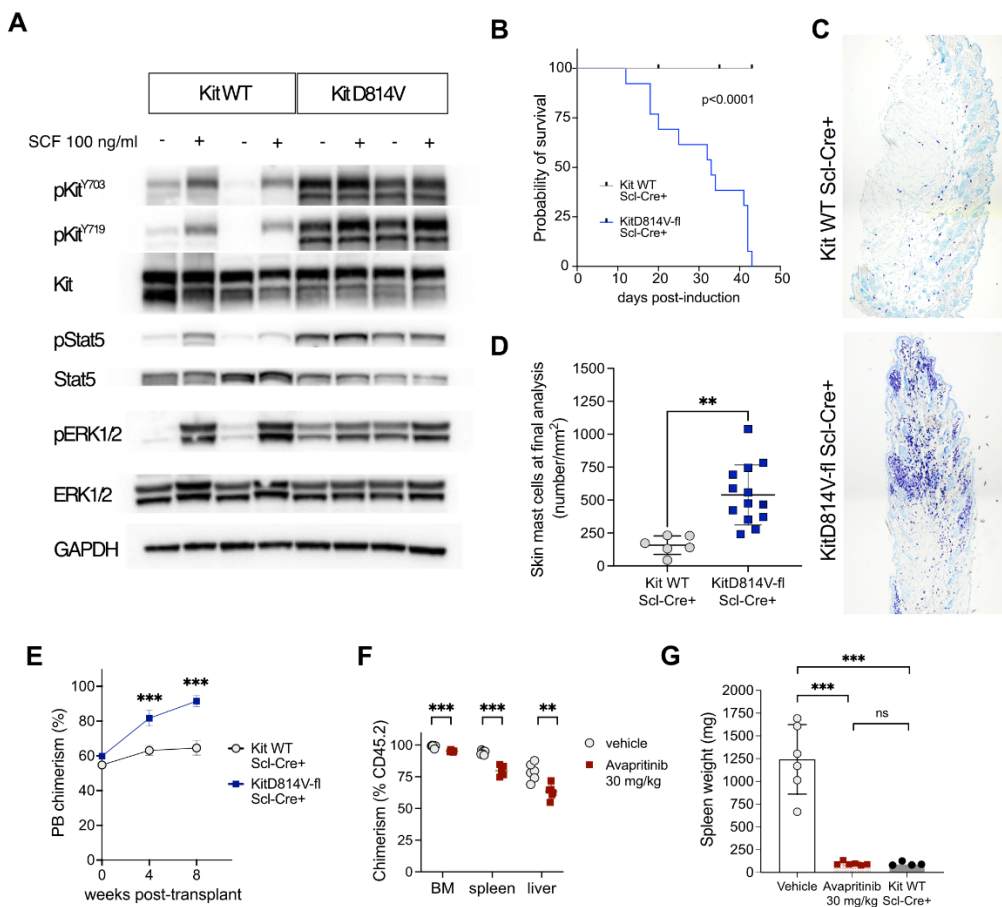 A
Kit WT KitD814V
SCF 100 ng/ml - + - + - + - +
pKitY703
pKitY719
Kit
pStat5
Stat5
pERK1/2
ERK1/2
GAPDH
B
Probability of survival
100
75
50
25
0
p<0.0001
Kit WT
Scl-Cre+
KitD814V-fl
Scl-Cre+
0 10 20 30 40 50
days post-induction
C
Kit WT Scl-Cre+
KitD814V-fl Scl-Cre+
D
Skin mast cells at final analysis
(number/mm2)
1500
1250
1000
750
500
250
0
**
Kit WT
Scl-Cre+
KitD814V-fl
Scl-Cre+
E
PB chimerism (%)
100
80
60
40
20
0
*** ***
Kit WT
Scl-Cre+
KitD814V-fl
Scl-Cre+
0 4 8
weeks post-transplant
F
Chimerism (% CD45.2)
100
75
50
25
0
*** *** **
vehicle
Avapritinib
30 mg/kg
BM spleen liver
G
Spleen weight (mg)
2000
1750
1500
1250
1000
750
500
250
0
***
***
ns
Vehicle
Avapritinib
30 mg/kg
Kit WT
Scl-Cre+